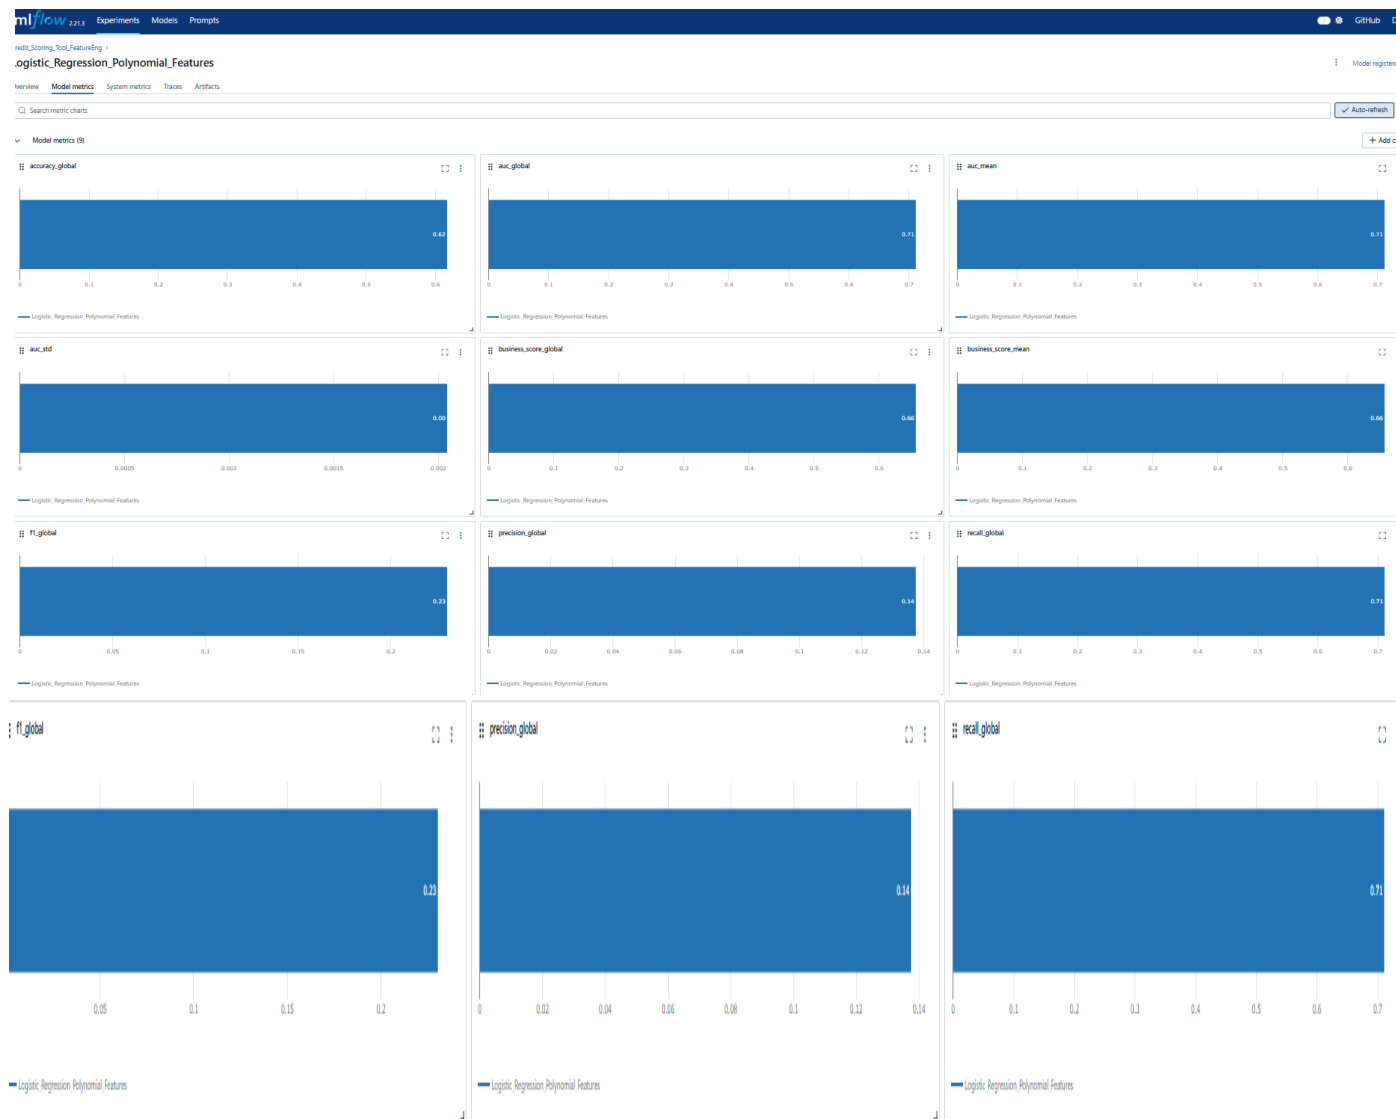 mlflow 2.21.3 Experiments Models Prompts GitHub D
redit_Scoring_Tool_FeatureEng ›
.ogistic_Regression_Polynomial_Features Model registere
verview Model metrics System metrics Traces Artifacts
Search metric charts Auto-refresh
Model metrics (9) + Add c
accuracy_global auc_global auc_mean
0.62 0.71 0.71
0 0.1 0.2 0.3 0.4 0.5 0.6 0 0.1 0.2 0.3 0.4 0.5 0.6 0.7 0 0.1 0.2 0.3 0.4 0.5 0.6 0.7
Logistic_Regression_Polynomial_Features Logistic_Regression_Polynomial_Features Logistic_Regression_Polynomial_Features
auc_std business_score_global business_score_mean
0.00 0.66 0.66
0 0.0005 0.001 0.0015 0.002 0 0.1 0.2 0.3 0.4 0.5 0.6 0 0.1 0.2 0.3 0.4 0.5 0.6
Logistic_Regression_Polynomial_Features Logistic_Regression_Polynomial_Features Logistic_Regression_Polynomial_Features
f1_global precision_global recall_global
0.23 0.14 0.71
0 0.05 0.1 0.15 0.2 0 0.02 0.04 0.06 0.08 0.1 0.12 0.14 0 0.1 0.2 0.3 0.4 0.5 0.6 0.7
Logistic_Regression_Polynomial_Features Logistic_Regression_Polynomial_Features Logistic_Regression_Polynomial_Features
f1_global precision_global recall_global
0.23 0.14 0.71
0.05 0.1 0.15 0.2 0 0.02 0.04 0.06 0.08 0.1 0.12 0.14 0 0.1 0.2 0.3 0.4 0.5 0.6 0.7
Logistic_Regression_Polynomial_Features Logistic_Regression_Polynomial_Features Logistic_Regression_Polynomial_Features